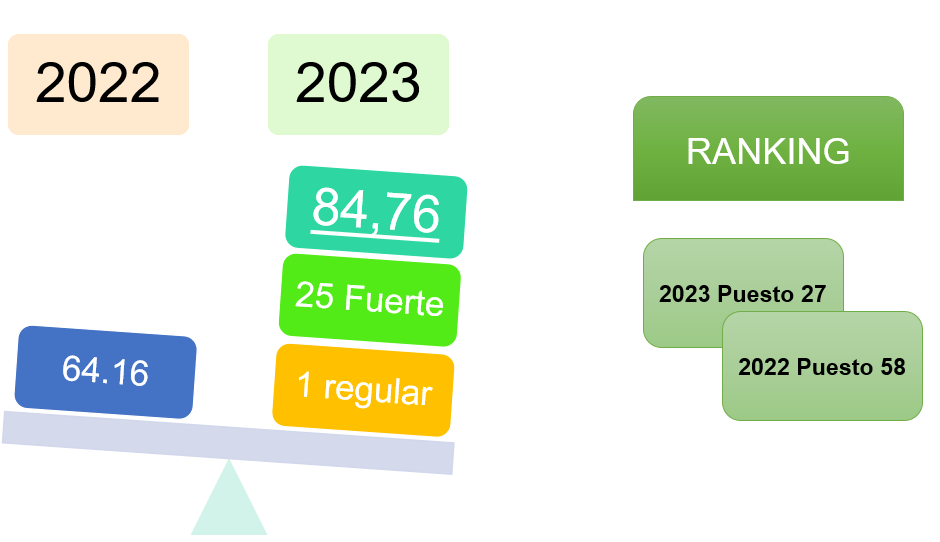 2022
2023
84,76
25 Fuerte
64.16
1 regular
RANKING
2023 Puesto 27
2022 Puesto 58